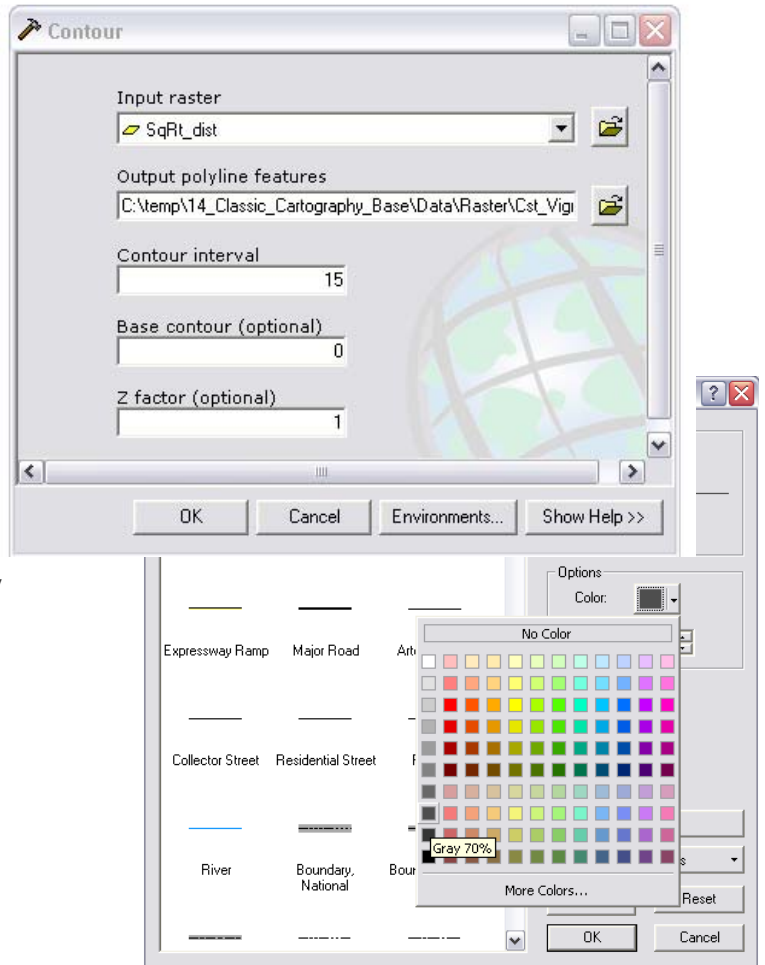 Contour
Input raster
SqRt_dist
Output polyline features
C:\temp\14_Classic_Cartography_Base\Data\Raster\Cst_Vig
Contour interval
15
Base contour (optional)
0
Z factor (optional)
1
OK Cancel Environments... Show Help >>
Options
Color:
No Color
Expressway Ramp Major Road
Collector Street Residential Street
Gray 70%
River Boundary, National
More Colors...
Reset
OK Cancel